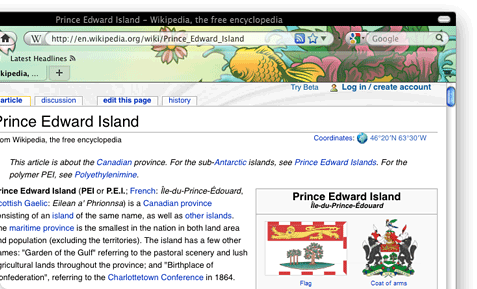 Prince Edward Island - Wikipedia, the free encyclopedia
W http://en.wikipedia.org/wiki/Prince_Edward_Island Google
Latest Headlines
kipedia, ... +
Try Beta Log in / create account
article discussion edit this page history
Prince Edward Island
om Wikipedia, the free encyclopedia
Coordinates: 46°20′N 63°30′W
This article is about the Canadian province. For the sub-Antarctic islands, see Prince Edward Islands. For the
polymer PEI, see Polyethylenimine.
rince Edward Island (PEI or P.E.I.; French: Île-du-Prince-Édouard,
cottish Gaelic: Eilean a' Phrionnsa) is a Canadian province
onsisting of an island of the same name, as well as other islands.
he maritime province is the smallest in the nation in both land area
nd population (excluding the territories). The island has a few other
ames: "Garden of the Gulf" referring to the pastoral scenery and lush
gricultural lands throughout the province; and "Birthplace of
onfederation", referring to the Charlottetown Conference in 1864.
Prince Edward Island
Île-du-Prince-Édouard
Flag Coat of arms